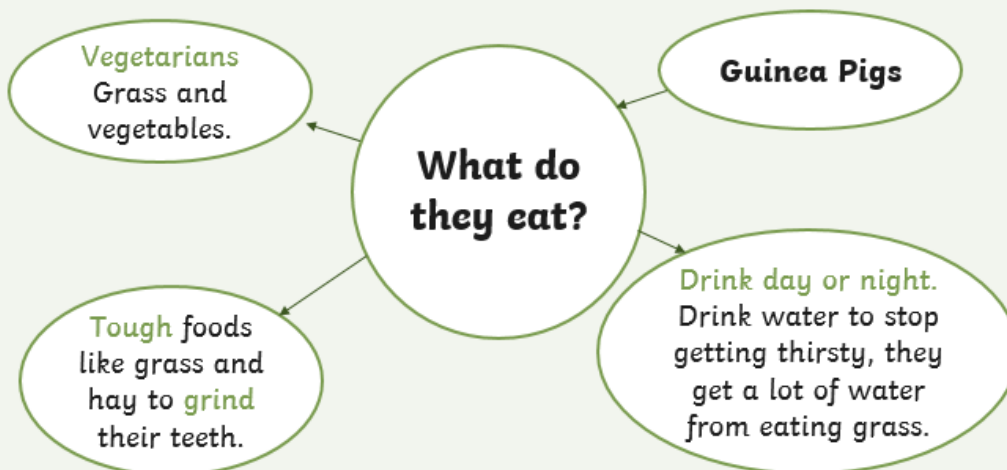 Vegetarians
Grass and
vegetables.
Guinea Pigs
What do
they eat?
Tough foods
like grass and
hay to grind
their teeth.
Drink day or night.
Drink water to stop
getting thirsty, they
get a lot of water
from eating grass.